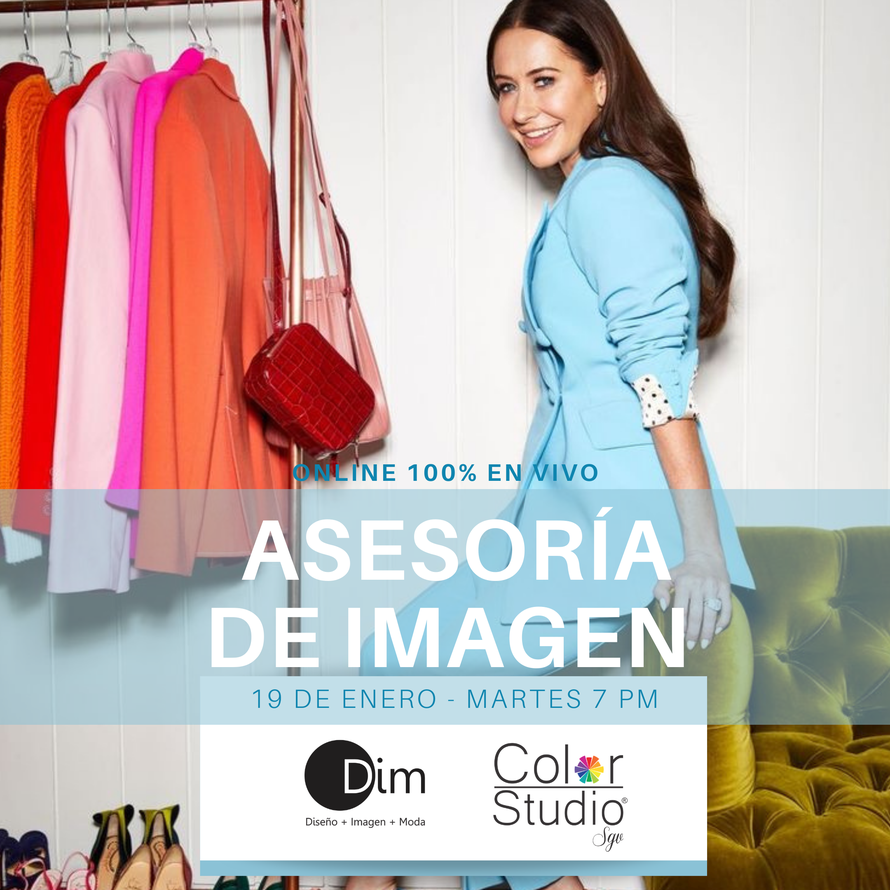 ONLINE 100% EN VIVO
ASESORÍA
DE IMAGEN
19 DE ENERO - MARTES 7 PM
Dim
Diseño + Imagen + Moda
Color
Studio®
Sgv